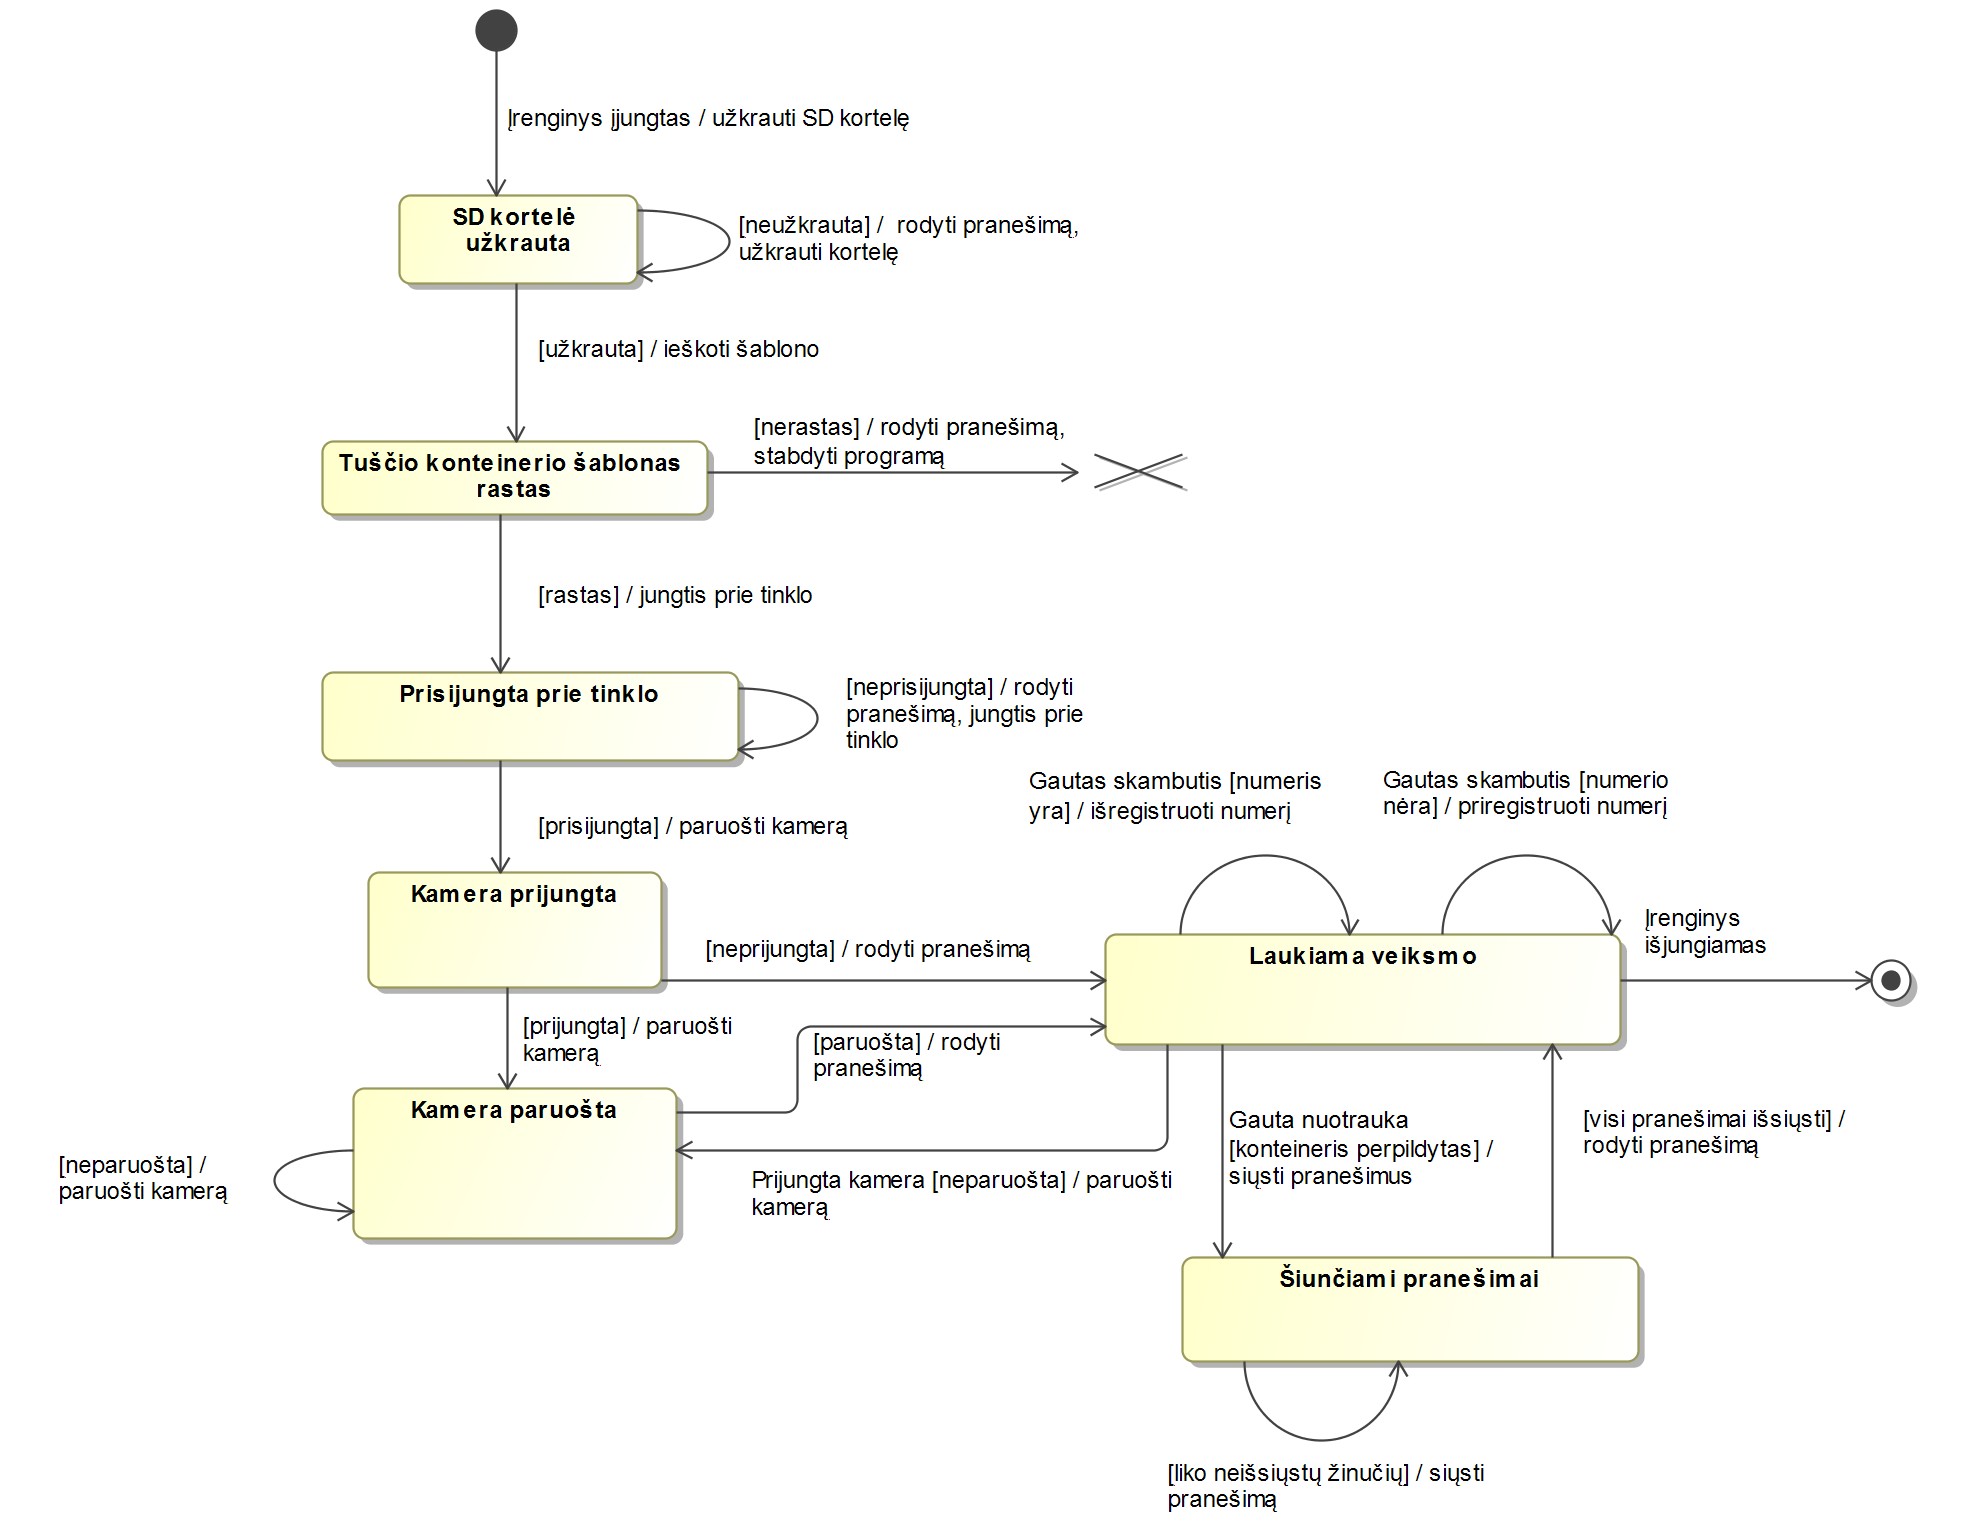 Įrenginys įjungtas / užkrauti SD kortelę
SD kortelė
užkrauta
[neužkrauta] /  rodyti pranešimą,
užkrauti kortelę
[užkrauta] / ieškoti šablono
[nerastas] / rodyti pranešimą,
stabdyti programą
Tuščio konteinerio šablonas
rastas
[rastas] / jungtis prie tinklo
Prisijungta prie tinklo
[neprisijungta] / rodyti
pranešimą, jungtis prie
tinklo
[prisijungta] / paruošti kamerą
Gautas skambutis [numeris
yra] / išregistruoti numerį
Gautas skambutis [numerio
nėra] / priregistruoti numerį
Kamera prijungta
[neprijungta] / rodyti pranešimą
Laukiama veiksmo
Įrenginys
išjungiamas
[prijungta] / paruošti
kamerą
[paruošta] / rodyti
pranešimą
Kamera paruošta
[neparuošta] /
paruošti kamerą
Prijungta kamera [neparuošta] / paruošti
kamerą
Gauta nuotrauka
[konteineris perpildytas] /
siųsti pranešimus
[visi pranešimai išsiųsti] /
rodyti pranešimą
Šiunčiami pranešimai
[liko neišsiųstų žinučių] / siųsti
pranešimą